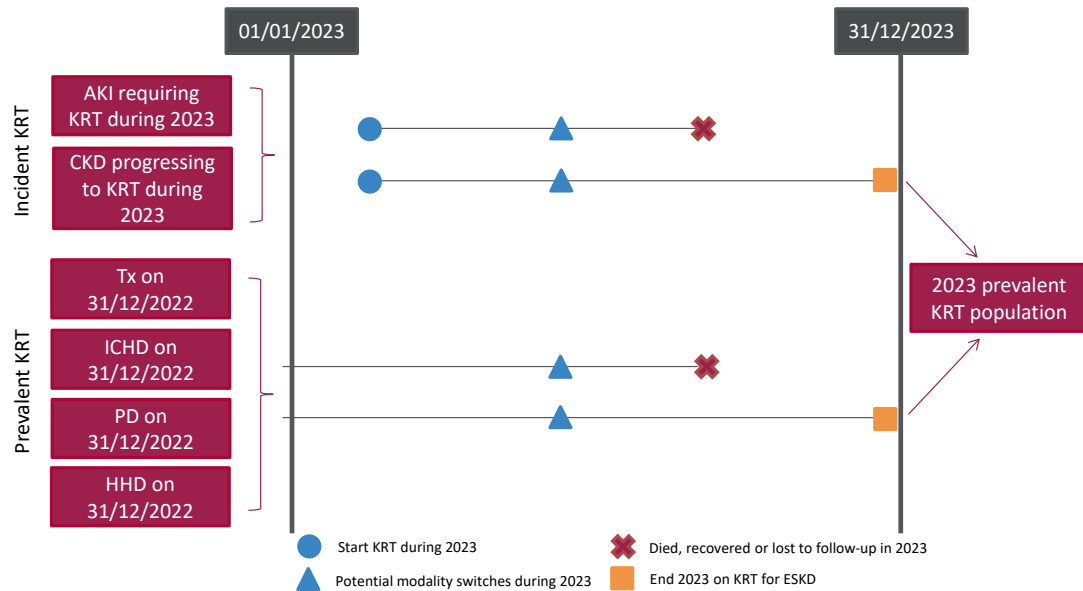 01/01/2023
31/12/2023
Incident KRT
AKI requiring
KRT during 2023
CKD progressing
to KRT during
2023
Prevalent KRT
Tx on
31/12/2022
ICHD on
31/12/2022
PD on
31/12/2022
HHD on
31/12/2022
2023 prevalent
KRT population
Start KRT during 2023
Died, recovered or lost to follow-up in 2023
Potential modality switches during 2023
End 2023 on KRT for ESKD